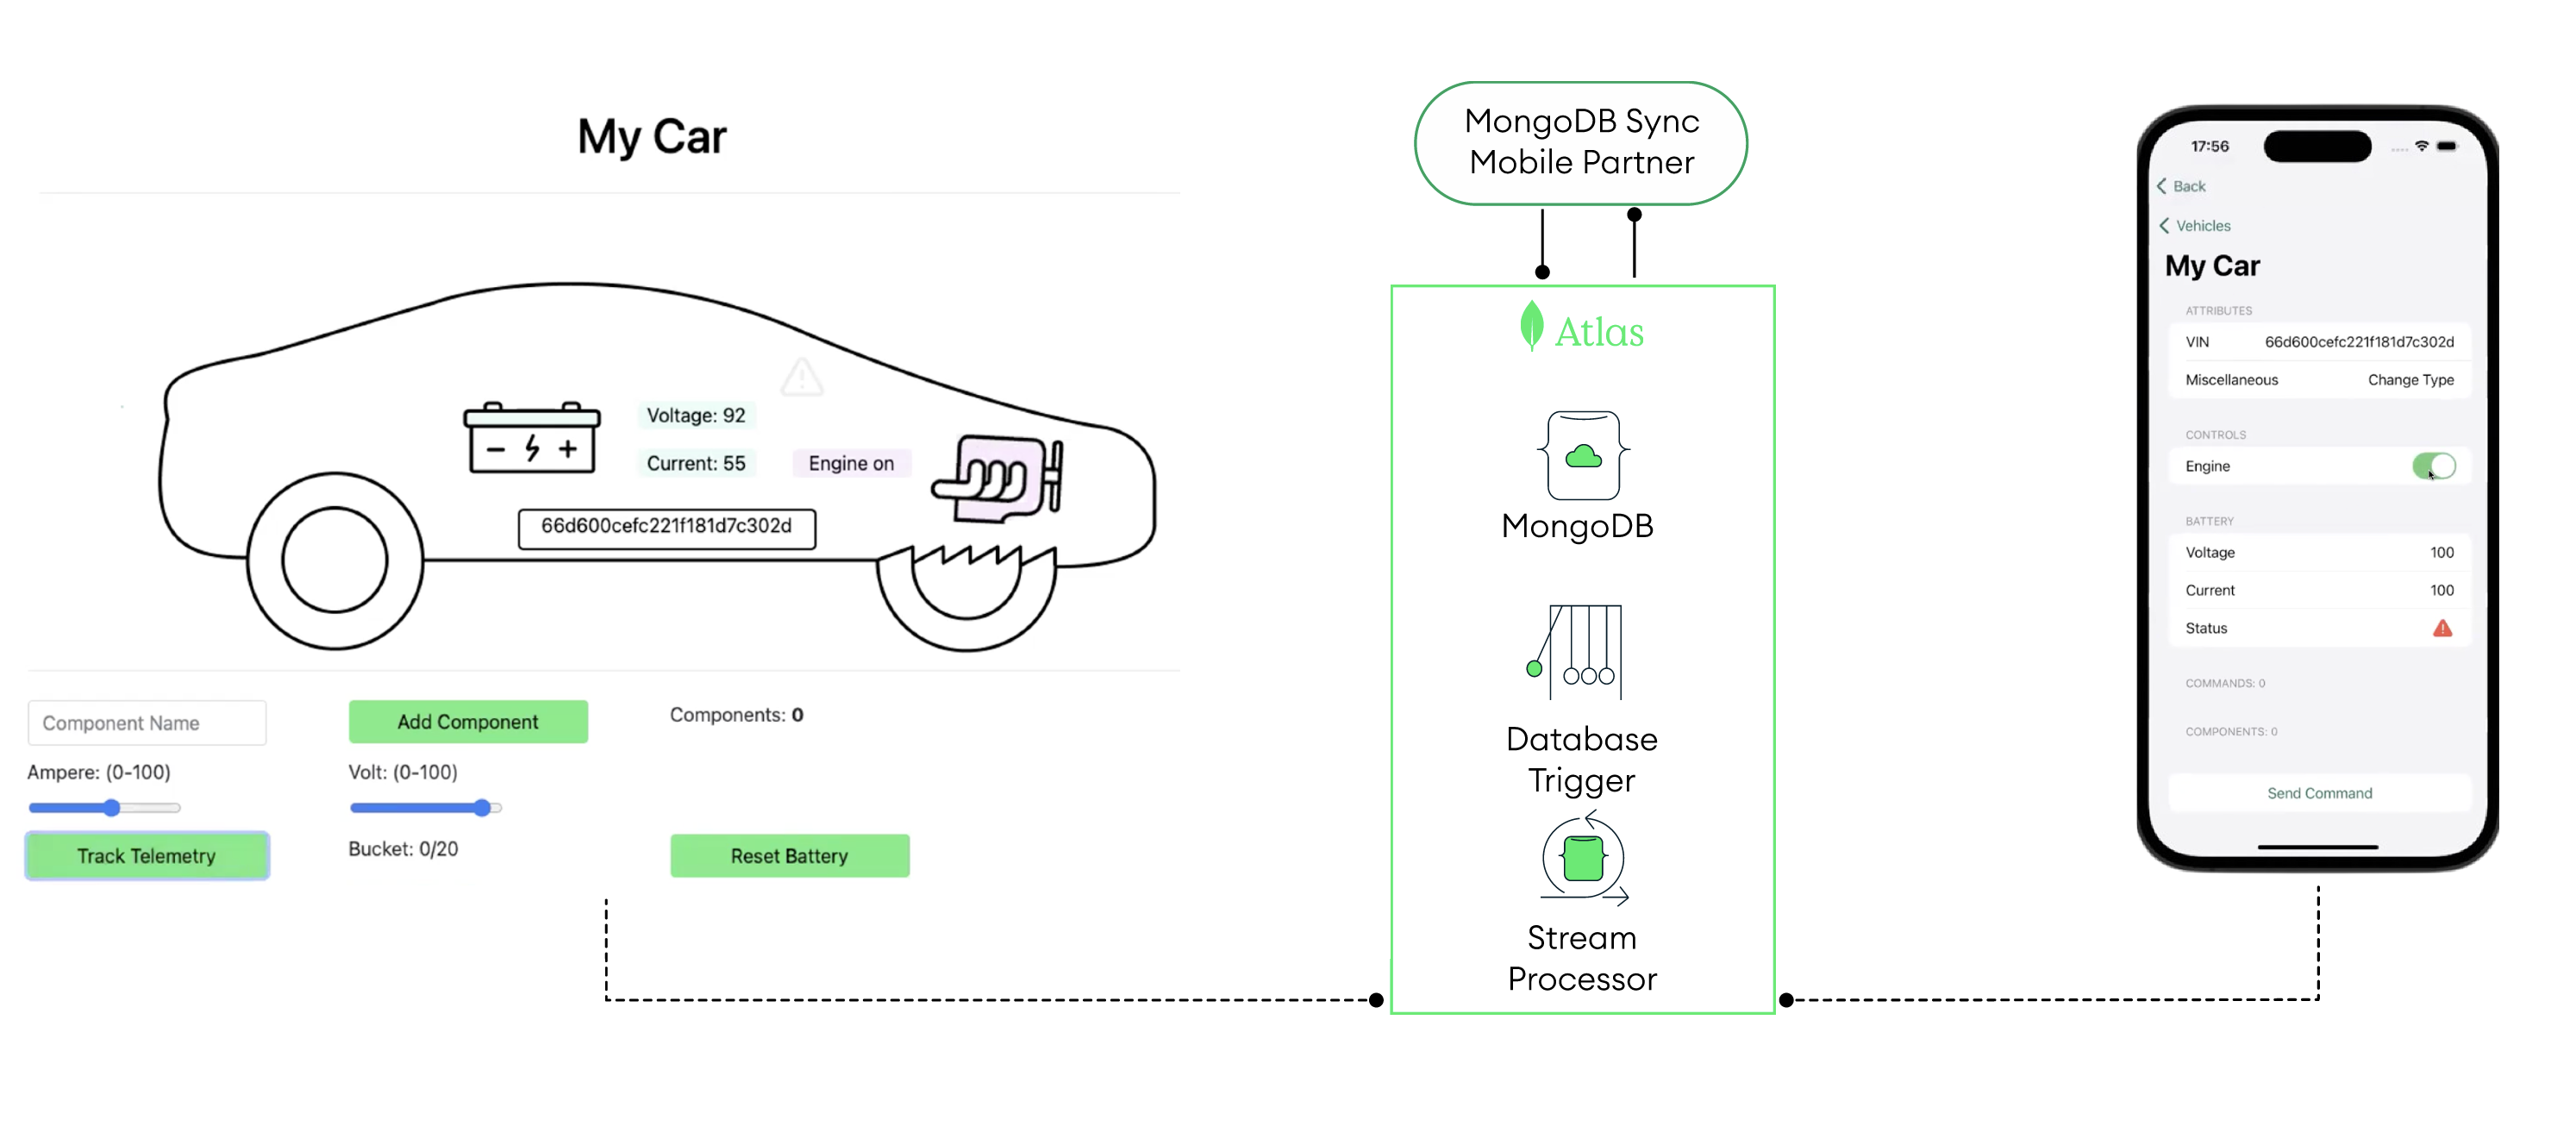 My Car
Voltage: 92
Current: 55
Engine on
66d600cefc221f181d7c302d
Component Name
Add Component
Components: 0
Ampere: (0-100)
Volt: (0-100)
Track Telemetry
Bucket: 0/20
Reset Battery
MongoDB Sync
Mobile Partner
Atlas
MongoDB
Database
Trigger
Stream
Processor
17:56
Back
Vehicles
My Car
ATTRIBUTES
VIN 66d600cefc221f181d7c302d
Miscellaneous Change Type
CONTROLS
Engine
BATTERY
Voltage 100
Current 100
Status
COMMANDS: 0
COMPONENTS: 0
Send Command